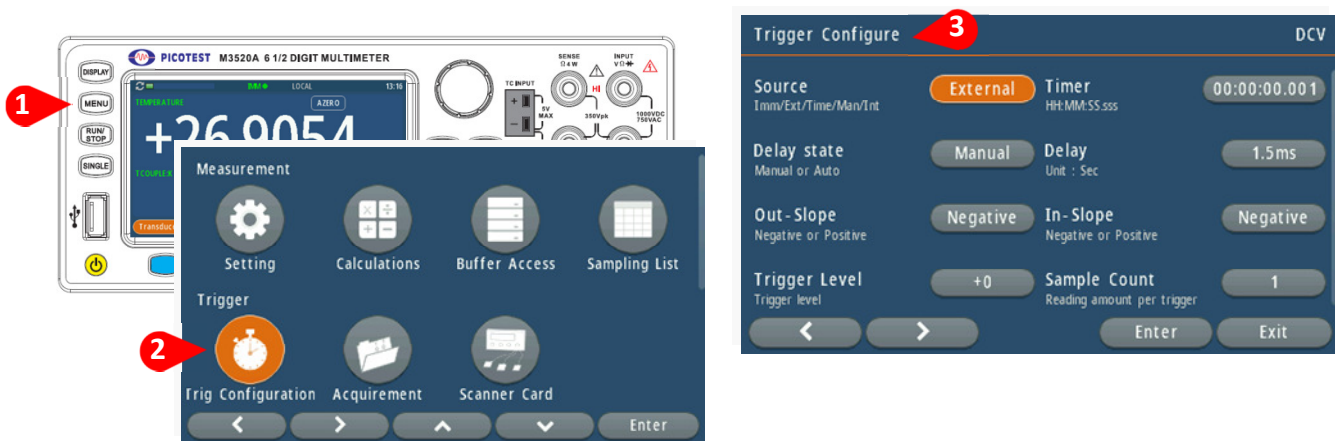 1
DISPLAY
MENU
RUN/
STOP
SINGLE
PICOTEST M3520A 6 1/2 DIGIT MULTIMETER
LOCAL 13:16
TEMPERATURE AZERO
+26.9054
TCOUPLE:K
Transduc
TC INPUT
5V
MAX
SENSE
Ω 4 W
INPUT
V Ω
HI
350Vpk
1000VDC
750VAC
2
Measurement
Setting Calculations Buffer Access Sampling List
Trigger
Trig Configuration Acquirement Scanner Card
Enter
3
Trigger Configure DCV
Source External Timer 00:00:00.001
Imm/Ext/Time/Man/Int HH:MM:SS.sss
Delay state Manual Delay 1.5ms
Manual or Auto Unit : Sec
Out-Slope Negative In-Slope Negative
Negative or Positive Negative or Positive
Trigger Level +0 Sample Count 1
Trigger level Reading amount per trigger
Enter Exit